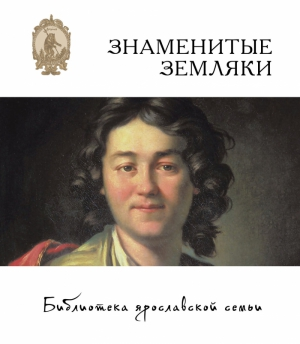 ЗНАМЕНИТЫЕ
ЗЕМЛЯКИ
Библиотека ярославской семьи